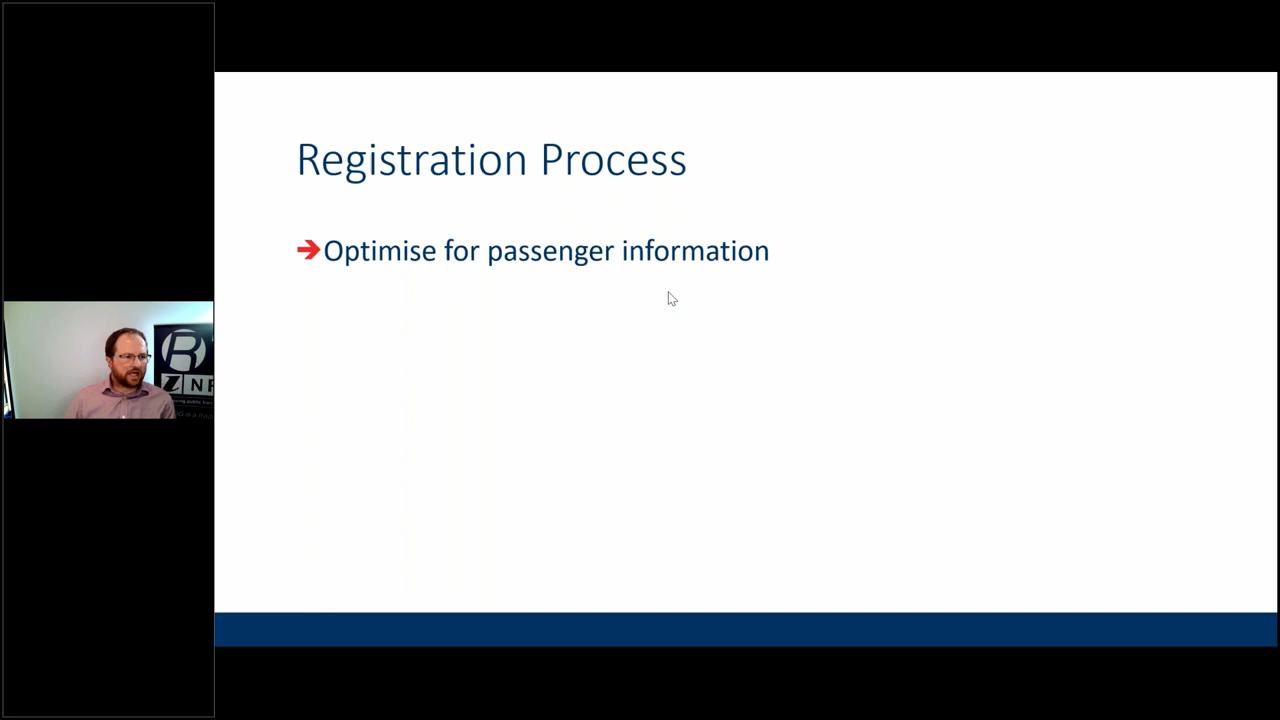 Registration Process
Optimise for passenger information
R